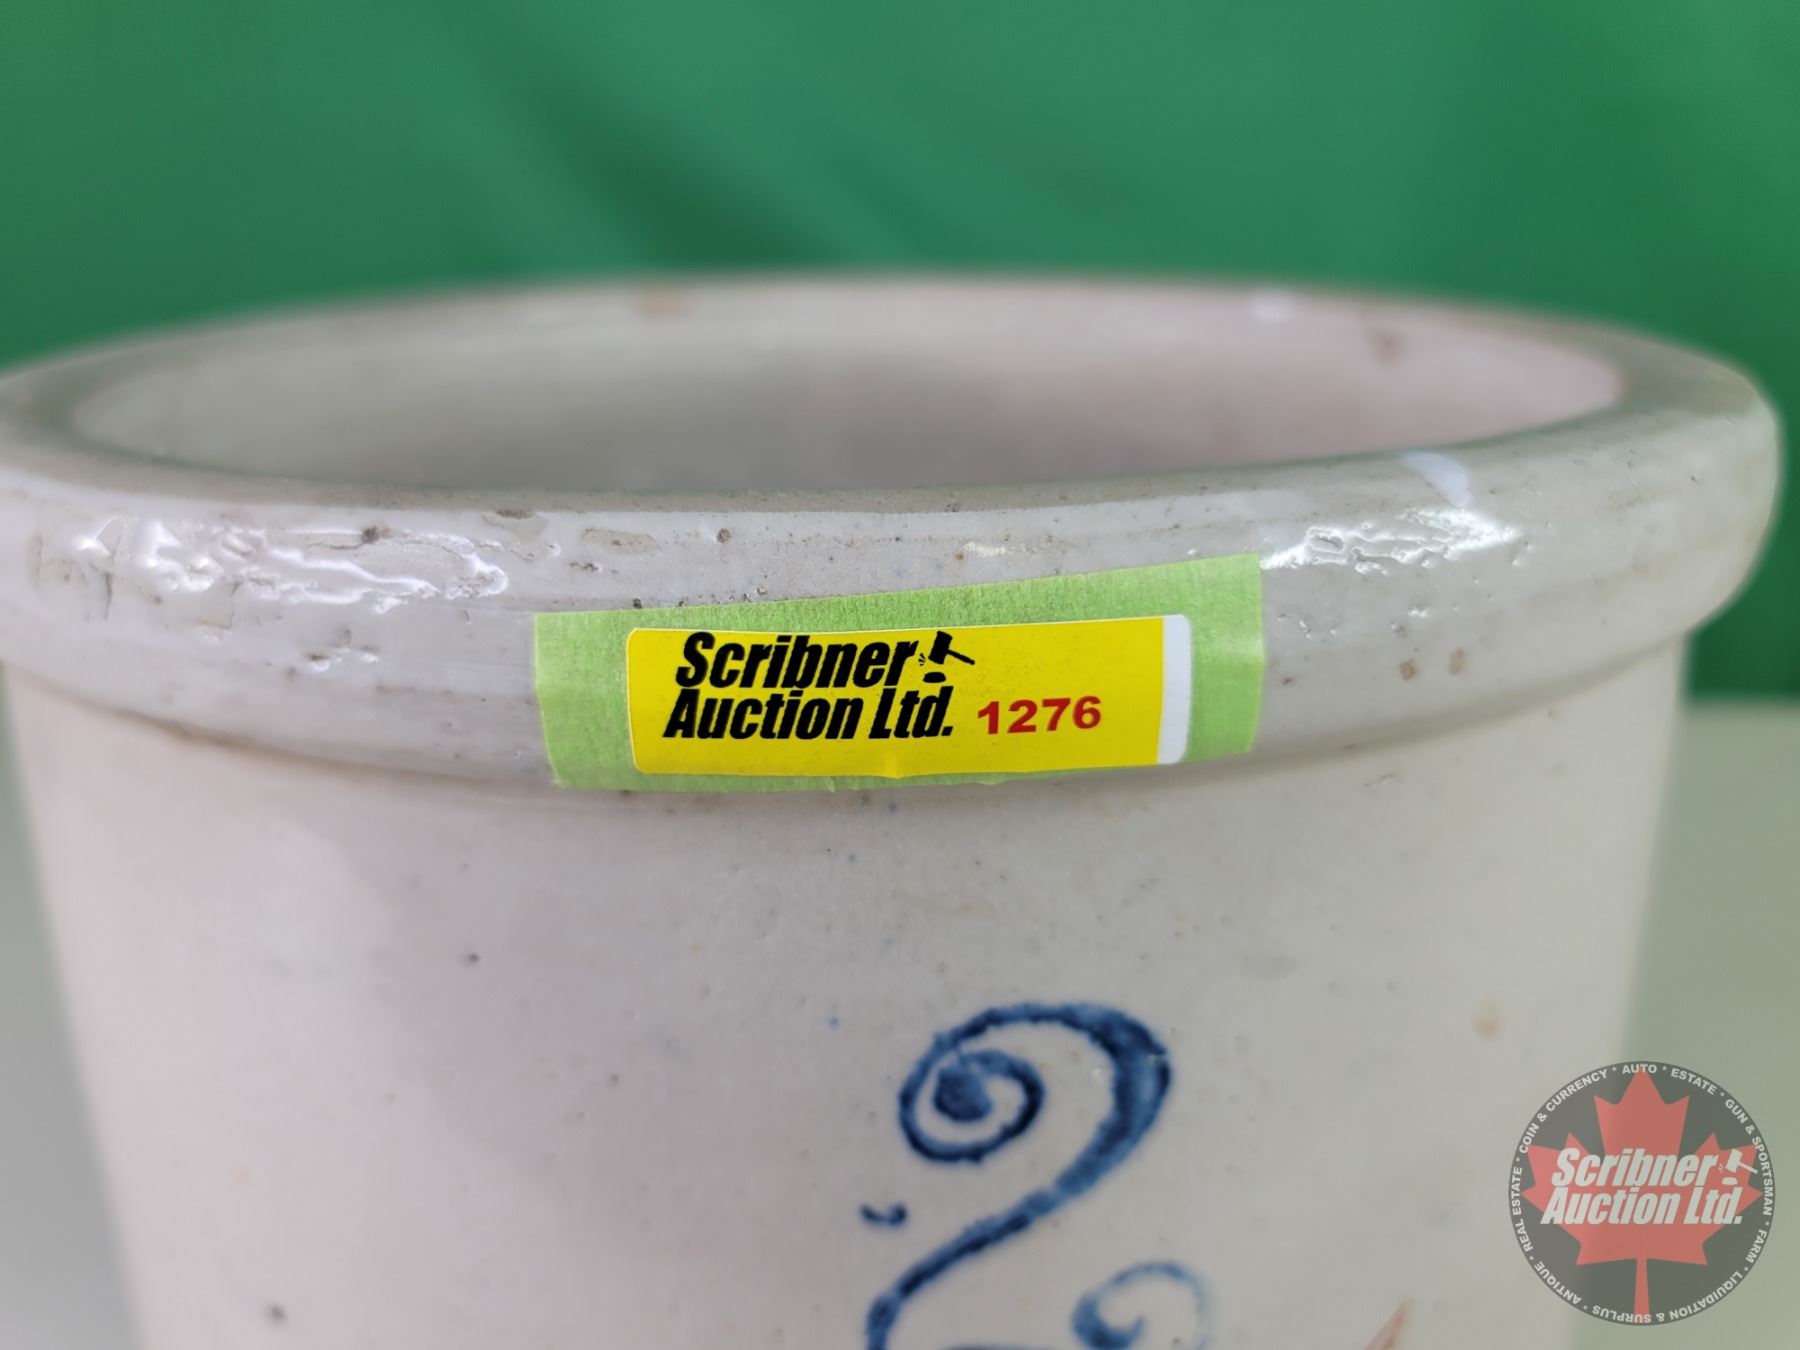 Scribner
Auction Ltd. 1276
COIN & CURRENCY * AUTO * ESTATE * GUN & SPORTSMAN * FARM * LIQUIDATION & SURPLUS * ANTIQUE * REAL ESTATE *
Scribner
Auction Ltd.